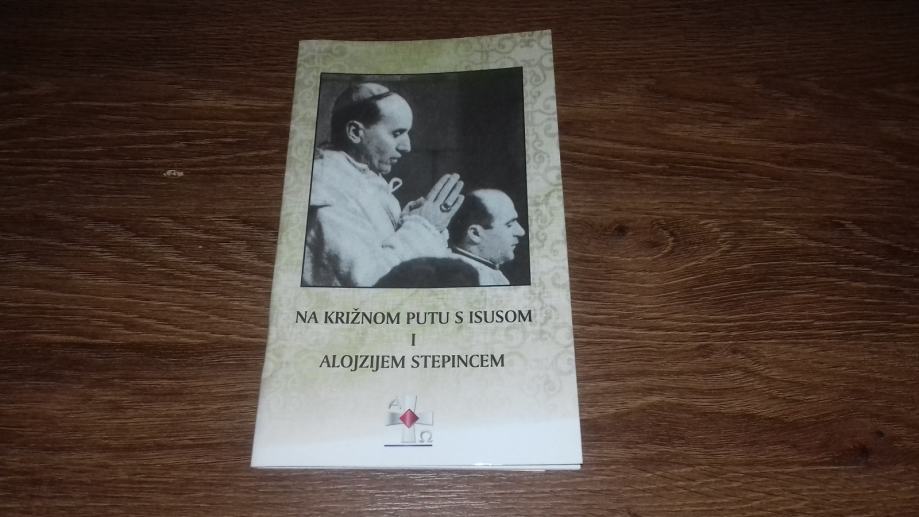 NA KRIŽNOM PUTU S ISUSOM
I
ALOJZIJEM STEPINCEM
Α
Ω